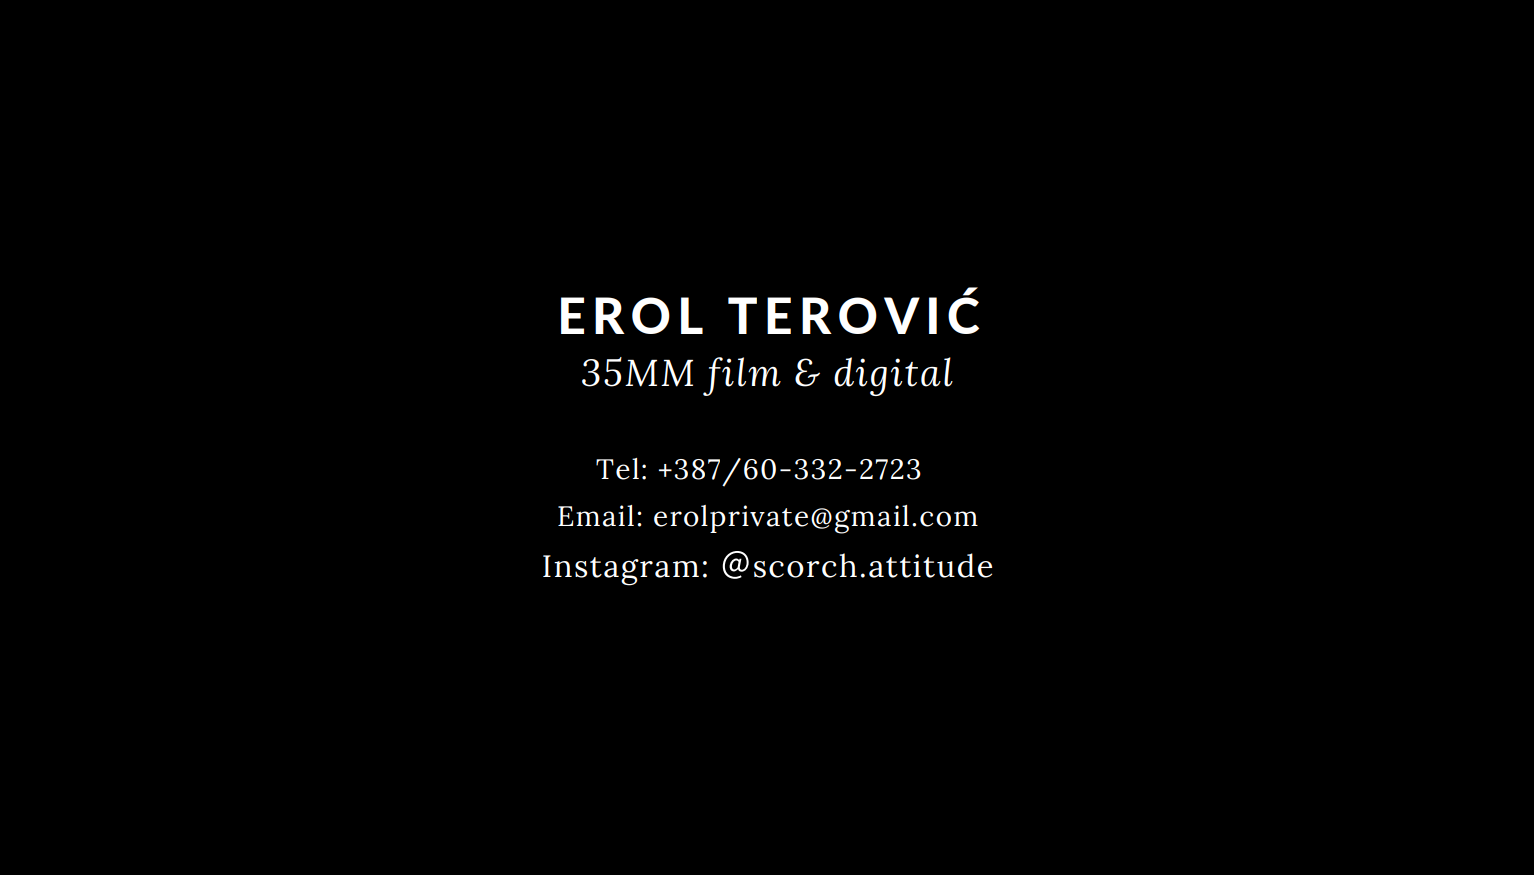 EROL TEROVIĆ
35MM film & digital
Tel: +387/60-332-2723
Email: erolprivate@gmail.com
Instagram: @scorch.attitude